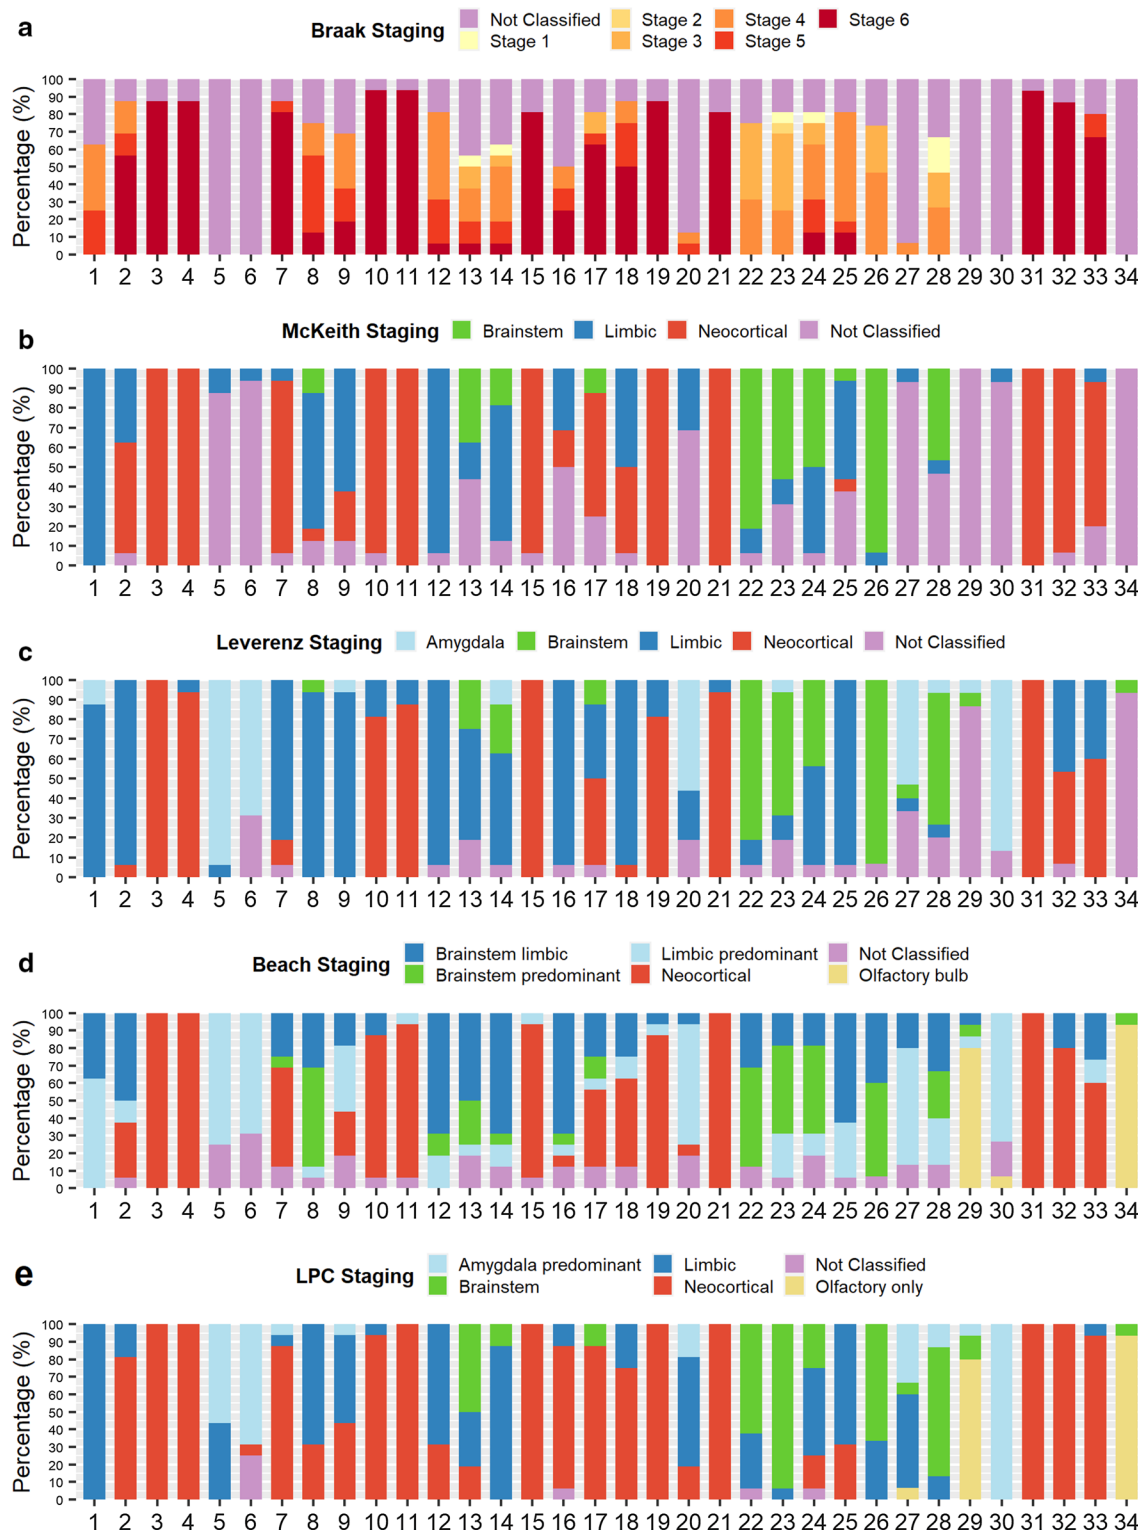 a
Braak Staging
Not Classified Stage 2 Stage 4 Stage 6
Stage 1 Stage 3 Stage 5
Percentage (%)
100
90
80
70
60
50
40
30
20
10
0
1 2 3 4 5 6 7 8 9 10 11 12 13 14 15 16 17 18 19 20 21 22 23 24 25 26 27 28 29 30 31 32 33 34
b
McKeith Staging Brainstem Limbic Neocortical Not Classified
Percentage (%)
100
90
80
70
60
50
40
30
20
10
0
1 2 3 4 5 6 7 8 9 10 11 12 13 14 15 16 17 18 19 20 21 22 23 24 25 26 27 28 29 30 31 32 33 34
c
Leverenz Staging Amygdala Brainstem Limbic Neocortical Not Classified
Percentage (%)
100
90
80
70
60
50
40
30
20
10
0
1 2 3 4 5 6 7 8 9 10 11 12 13 14 15 16 17 18 19 20 21 22 23 24 25 26 27 28 29 30 31 32 33 34
d
Beach Staging
Brainstem limbic Limbic predominant Not Classified
Brainstem predominant Neocortical Olfactory bulb
Percentage (%)
100
90
80
70
60
50
40
30
20
10
0
1 2 3 4 5 6 7 8 9 10 11 12 13 14 15 16 17 18 19 20 21 22 23 24 25 26 27 28 29 30 31 32 33 34
e
LPC Staging
Amygdala predominant Limbic Not Classified
Brainstem Neocortical Olfactory only
Percentage (%)
100
90
80
70
60
50
40
30
20
10
0
1 2 3 4 5 6 7 8 9 10 11 12 13 14 15 16 17 18 19 20 21 22 23 24 25 26 27 28 29 30 31 32 33 34